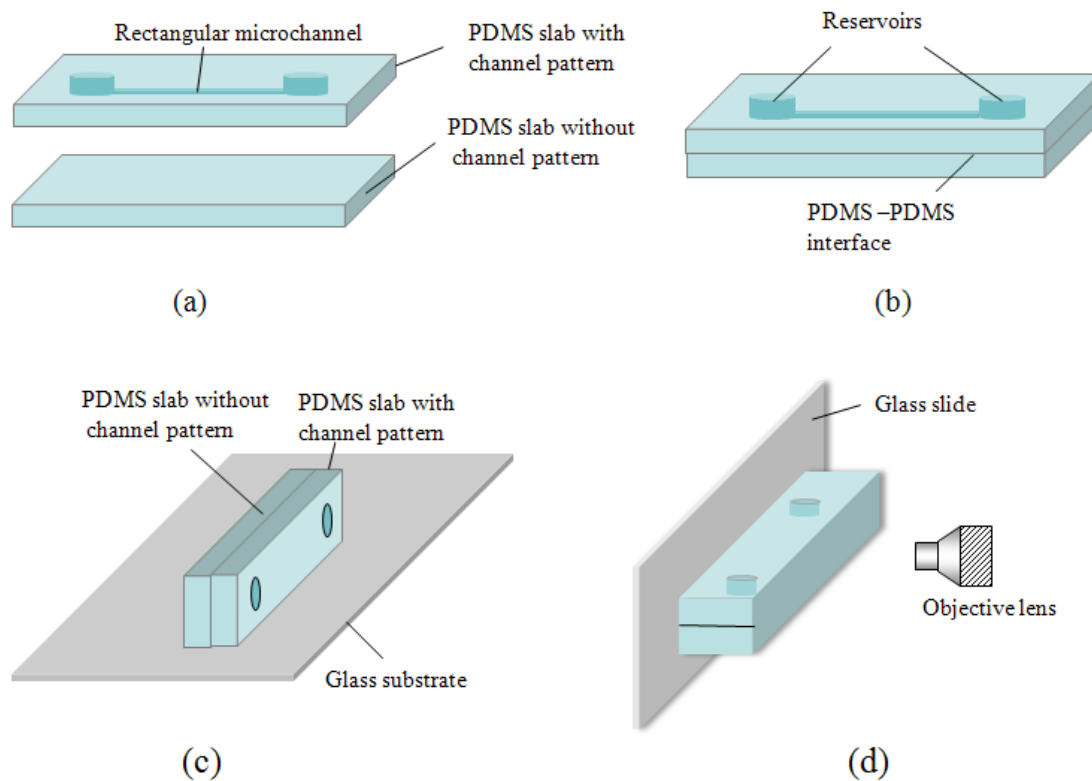 Rectangular microchannel
PDMS slab with
channel pattern
PDMS slab without
channel pattern
(a)
Reservoirs
PDMS –PDMS
interface
(b)
PDMS slab without
channel pattern
PDMS slab with
channel pattern
Glass substrate
(c)
Glass slide
Objective lens
(d)